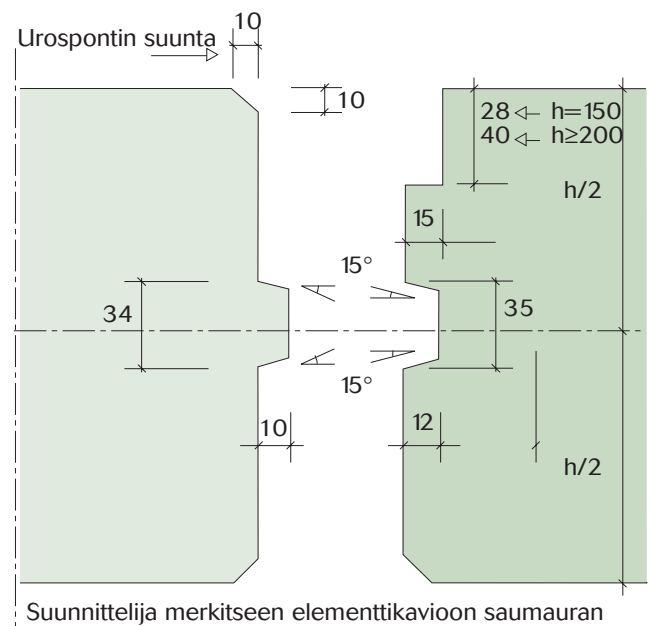 10
Urospontin suunta
10
28 h=150
40 h≥200
h/2
15
15°
34
35
15°
10
12
h/2
Suunnittelija merkitseen elementtikavioon saumauran